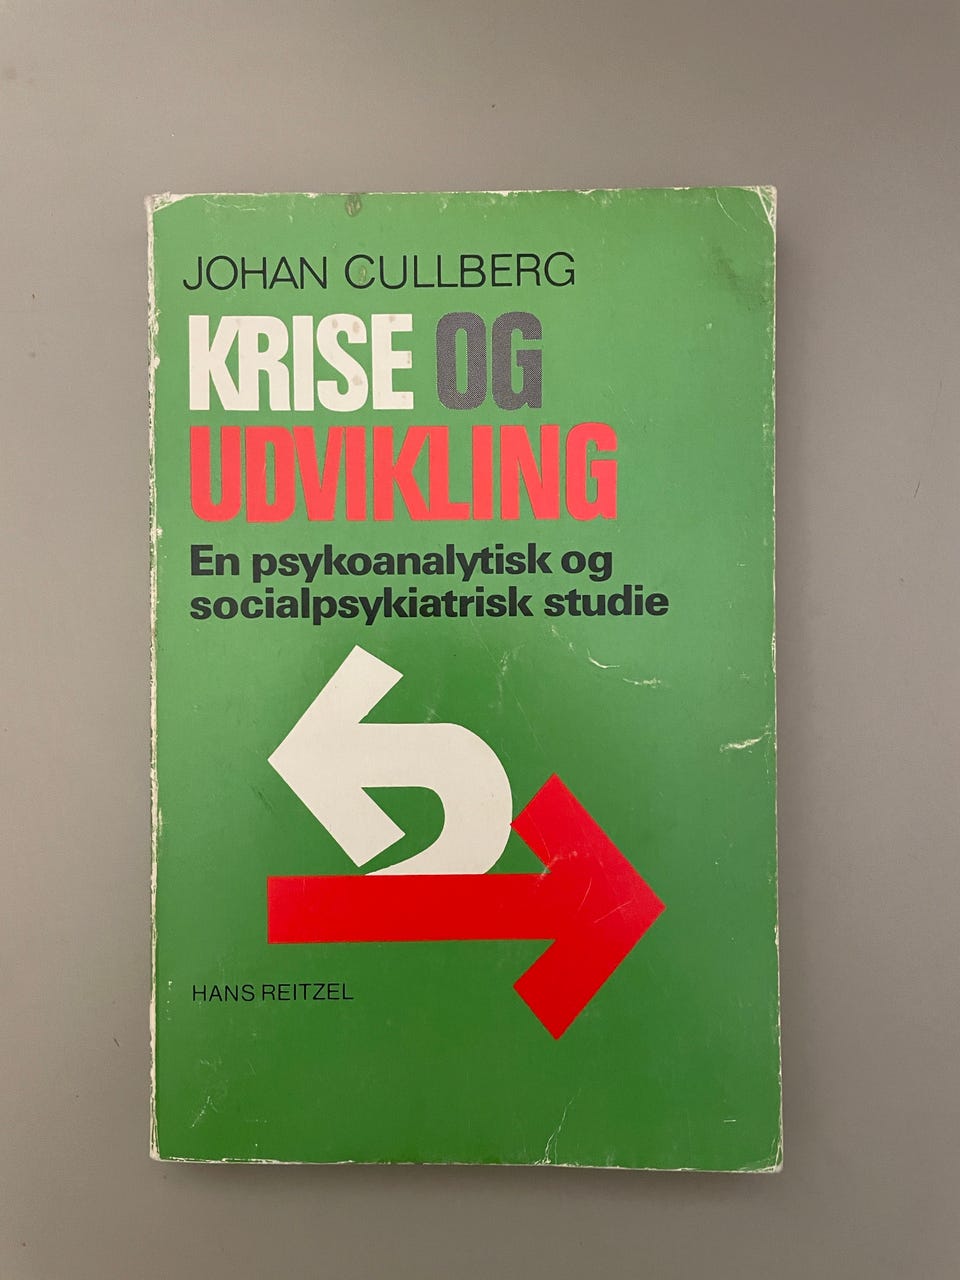 JOHAN CULLBERG
KRISE OG
UDVIKLING
En psykoanalytisk og
socialpsykiatrisk studie
HANS REITZEL